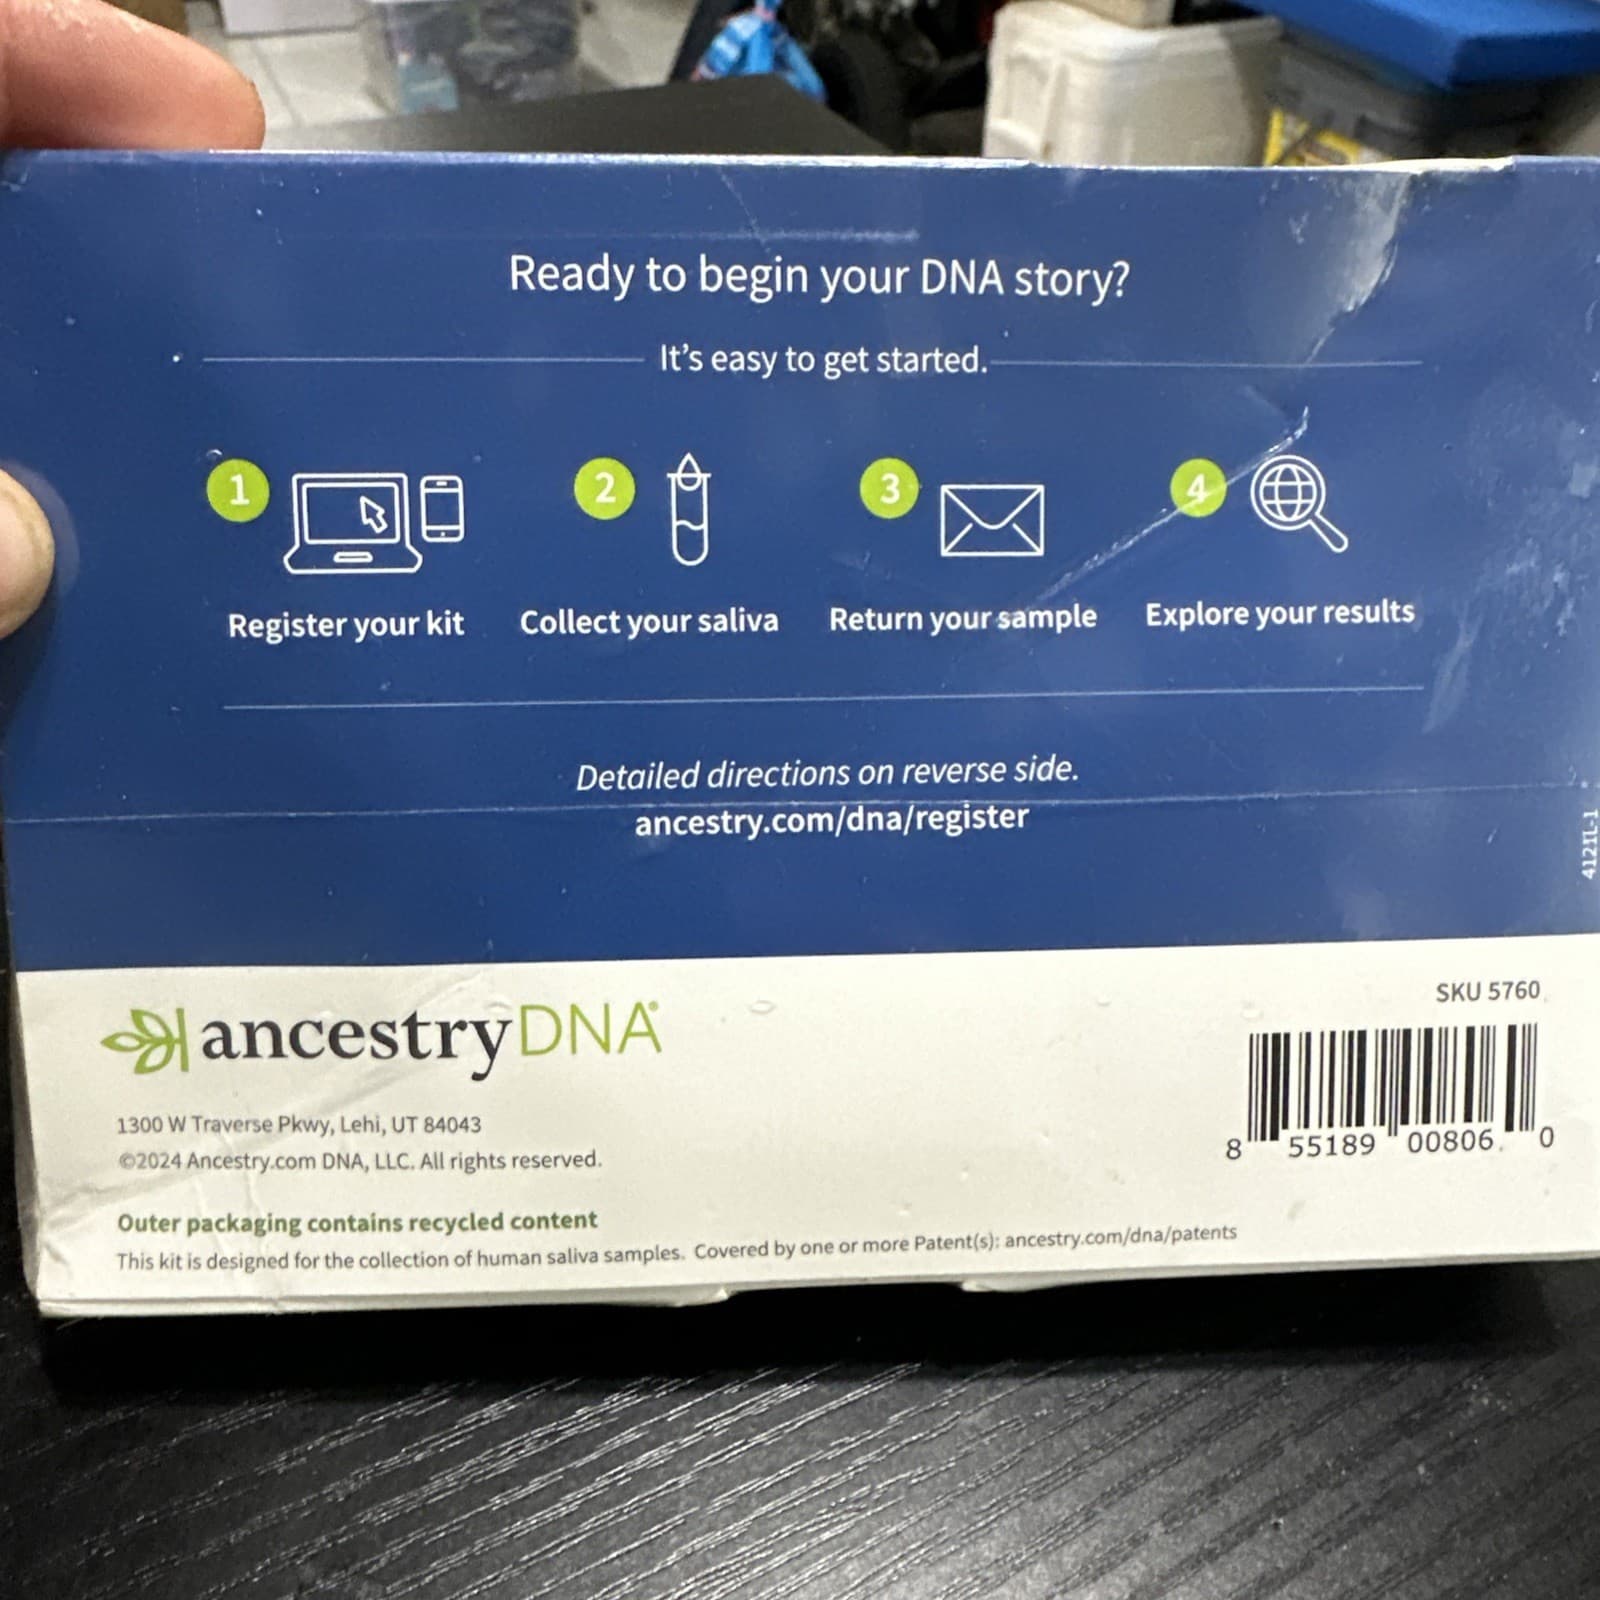 Ready to begin your DNA story?
It's easy to get started.
1
2
3
4
Register your kit
Collect your saliva
Return your sample
Explore your results
Detailed directions on reverse side.
ancestry.com/dna/register
4121L-1
ancestryDNA®
1300 W Traverse Pkwy, Lehi, UT 84043
©2024 Ancestry.com DNA, LLC. All rights reserved.
Outer packaging contains recycled content
This kit is designed for the collection of human saliva samples. Covered by one or more Patent(s): ancestry.com/dna/patents
SKU 5760
8 55189 00806 0